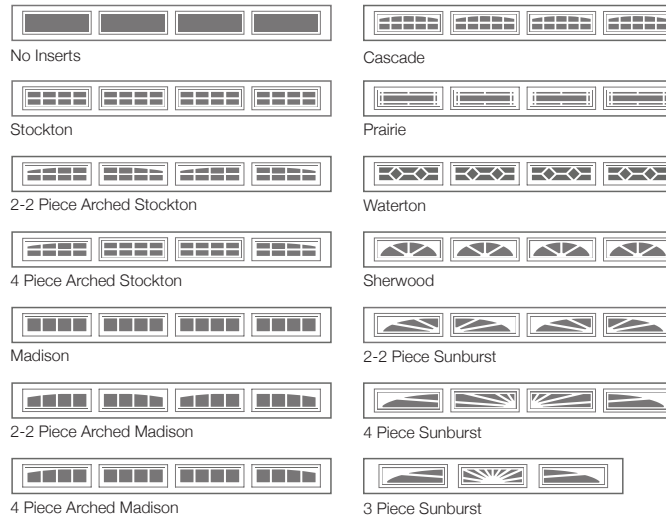 No Inserts
Stockton
2-2 Piece Arched Stockton
4 Piece Arched Stockton
Madison
2-2 Piece Arched Madison
4 Piece Arched Madison
Cascade
Prairie
Waterton
Sherwood
2-2 Piece Sunburst
4 Piece Sunburst
3 Piece Sunburst